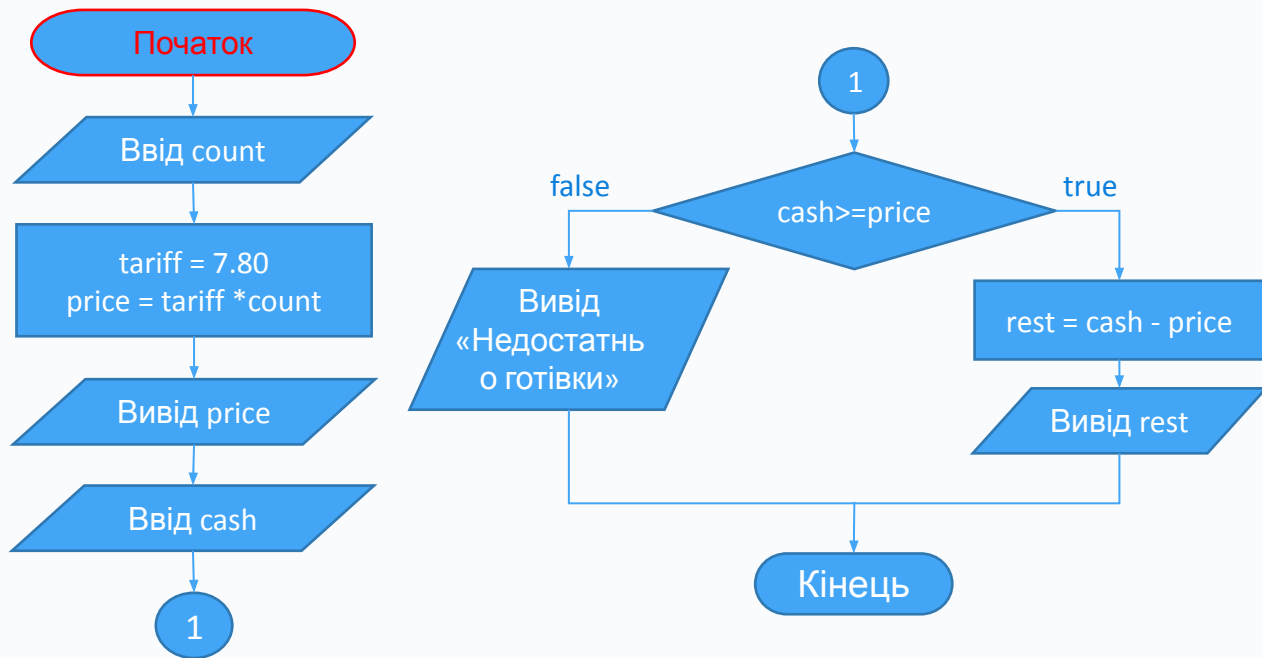 Початок
Ввід count
tariff = 7.80
price = tariff *count
Вивід price
Ввід cash
1
1
cash>=price
false
true
Вивід
«Недостатнь
о готівки»
rest = cash - price
Вивід rest
Кінець